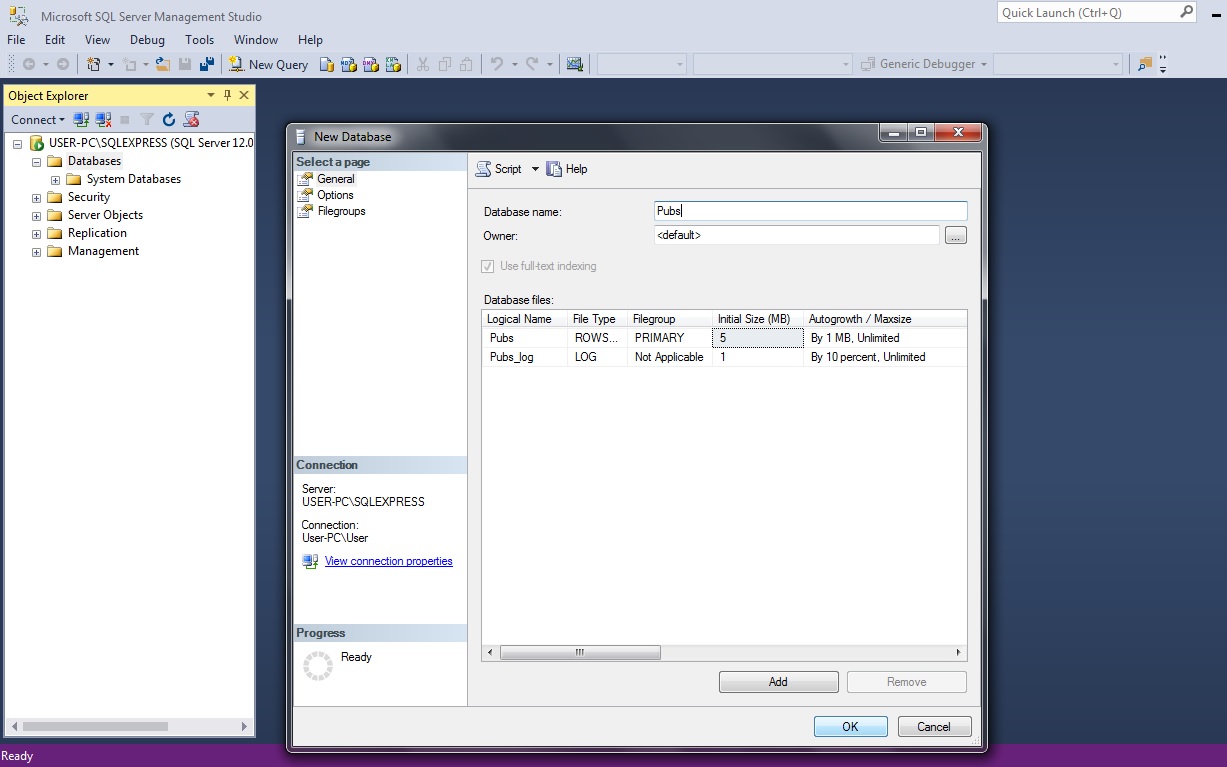 Microsoft SQL Server Management Studio
Quick Launch (Ctrl+Q)
File Edit View Debug Tools Window Help
New Query
Generic Debugger
Object Explorer
Connect
USER-PC\SQLEXPRESS (SQL Server 12.0
Databases
System Databases
Security
Server Objects
Replication
Management
New Database
Select a page
General
Options
Filegroups
Connection
Server:
USER-PC\SQLEXPRESS
Connection:
User-PC\User
View connection properties
Progress
Ready
Script Help
Database name: Pubs
Owner: <default> ...
Use full-text indexing
Database files:
Logical Name File Type Filegroup Initial Size (MB) Autogrowth / Maxsize
Pubs ROWS... PRIMARY 5 By 1 MB, Unlimited
Pubs_log LOG Not Applicable 1 By 10 percent, Unlimited
Add Remove
OK Cancel
Ready